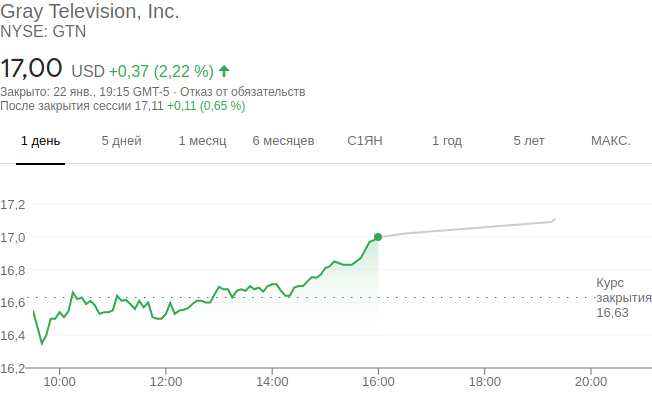 Gray Television, Inc.
NYSE: GTN
17,00 USD +0,37 (2,22 %)
Закрыто: 22 янв., 19:15 GMT-5 · Отказ от обязательств
После закрытия сессии 17,11 +0,11 (0,65 %)
1 день 5 дней 1 месяц 6 месяцев С1ЯН 1 год 5 лет МАКС.
17,2
17,0
16,8
16,6
16,4
16,2
Курс
закрытия
16,63
10:00 12:00 14:00 16:00 18:00 20:00